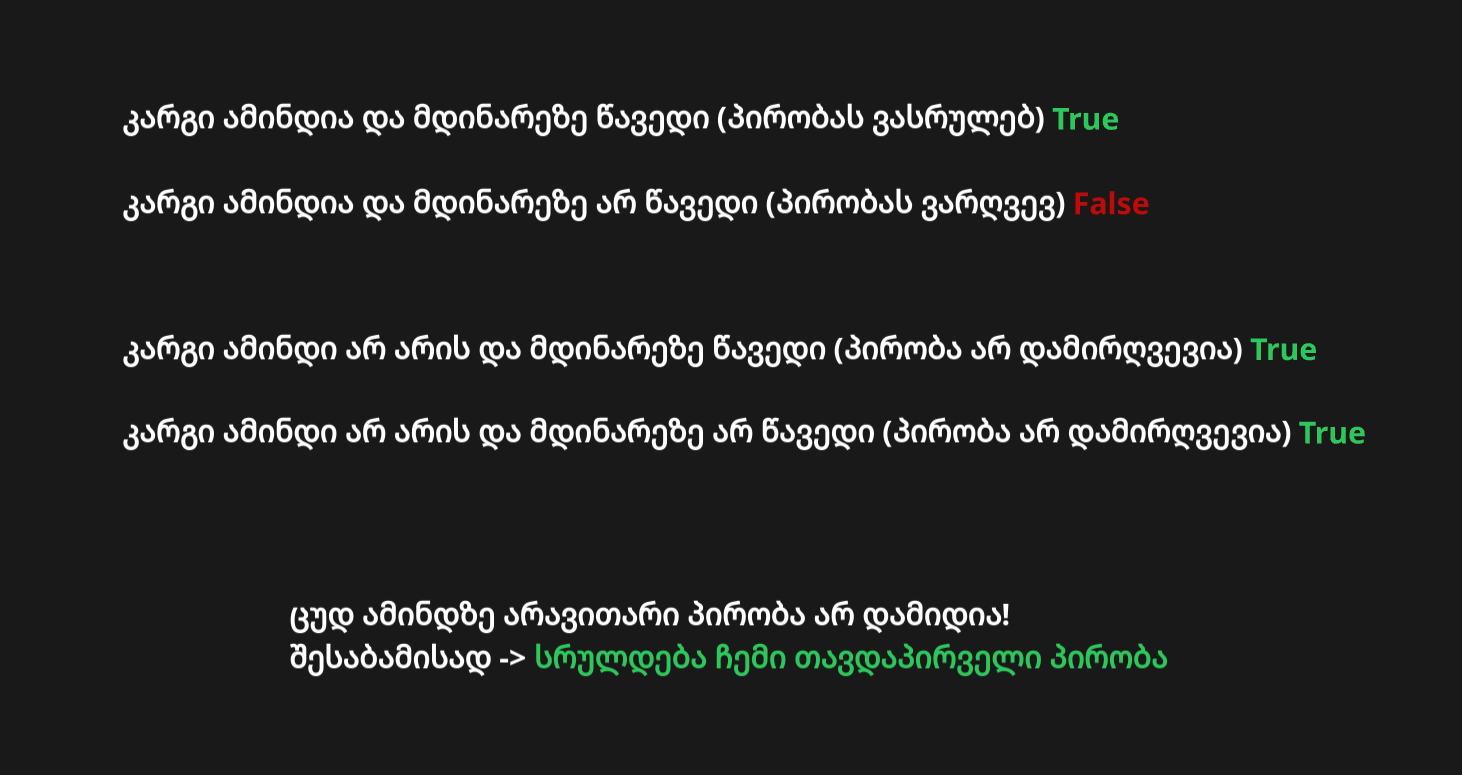 კარგი ამინდია და მდინარეზე წავედი (პირობას ვასრულებ) True
კარგი ამინდია და მდინარეზე არ წავედი (პირობას ვარღვევ) False
კარგი ამინდი არ არის და მდინარეზე წავედი (პირობა არ დამირღვევია) True
კარგი ამინდი არ არის და მდინარეზე არ წავედი (პირობა არ დამირღვევია) True
ცუდ ამინდზე არავითარი პირობა არ დამიდია!
შესაბამისად -> სრულდება ჩემი თავდაპირველი პირობა